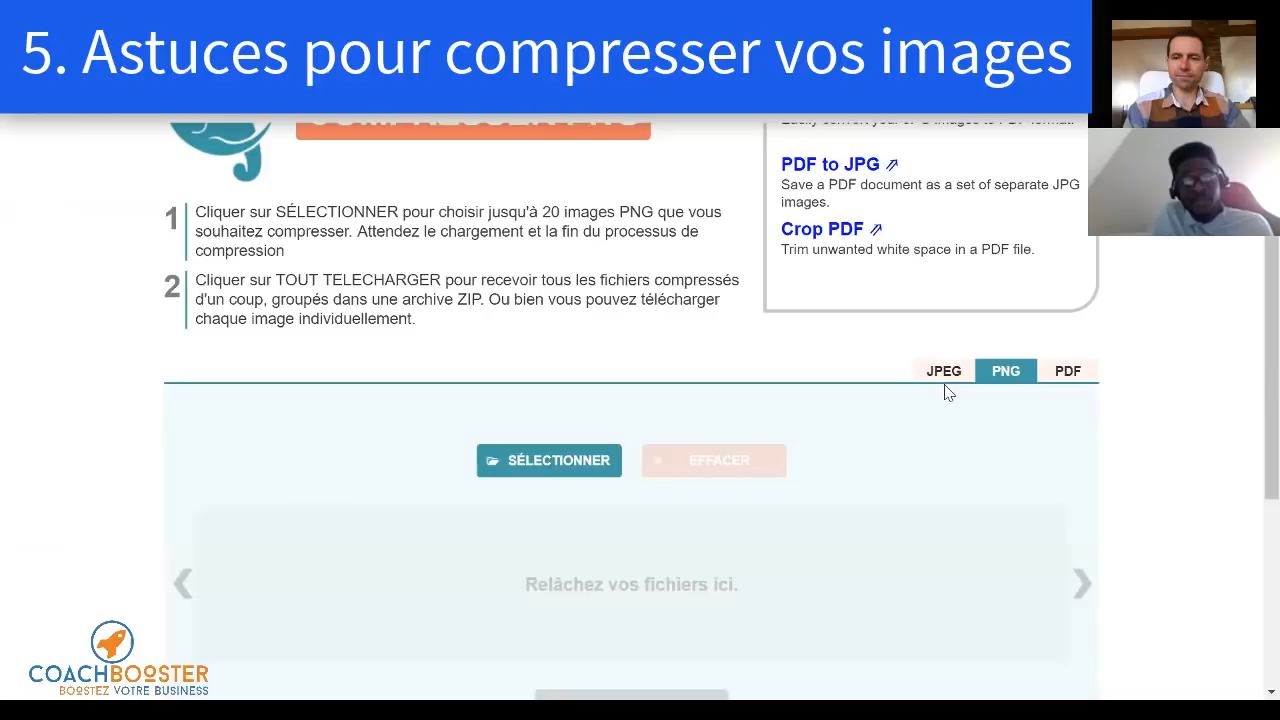 5. Astuces pour compresser vos images
PDF to JPG
Save a PDF document as a set of separate JPG
images.
Crop PDF
Trim unwanted white space in a PDF file.
1
Cliquer sur SÉLECTIONNER pour choisir jusqu'à 20 images PNG que vous
souhaitez compresser. Attendez le chargement et la fin du processus de
compression
2
Cliquer sur TOUT TELECHARGER pour recevoir tous les fichiers compressés
d'un coup, groupés dans une archive ZIP. Ou bien vous pouvez télécharger
chaque image individuellement.
JPEG PNG PDF
SÉLECTIONNER EFFACER
Relâchez vos fichiers ici.
COACHBOOSTER
BOOSTEZ VOTRE BUSINESS